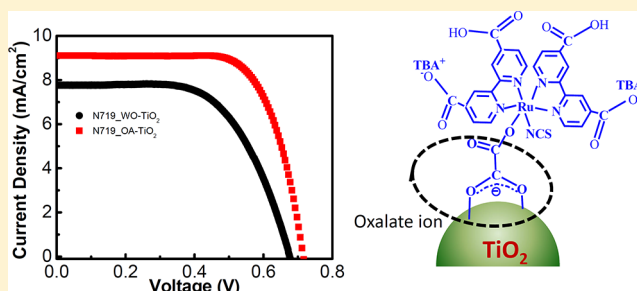 Current Density (mA/cm²)
10
8
6
4
2
0
N719_WO-TiO₂
N719_OA-TiO₂
0.0 0.2 0.4 0.6 0.8
Voltage (V)
HO O OH
C C
O
TBA⁺ TBA
⁻O O
C N N C
O N Ru N O
O NCS
O C
C
O ⊖ O
Oxalate ion
TiO₂